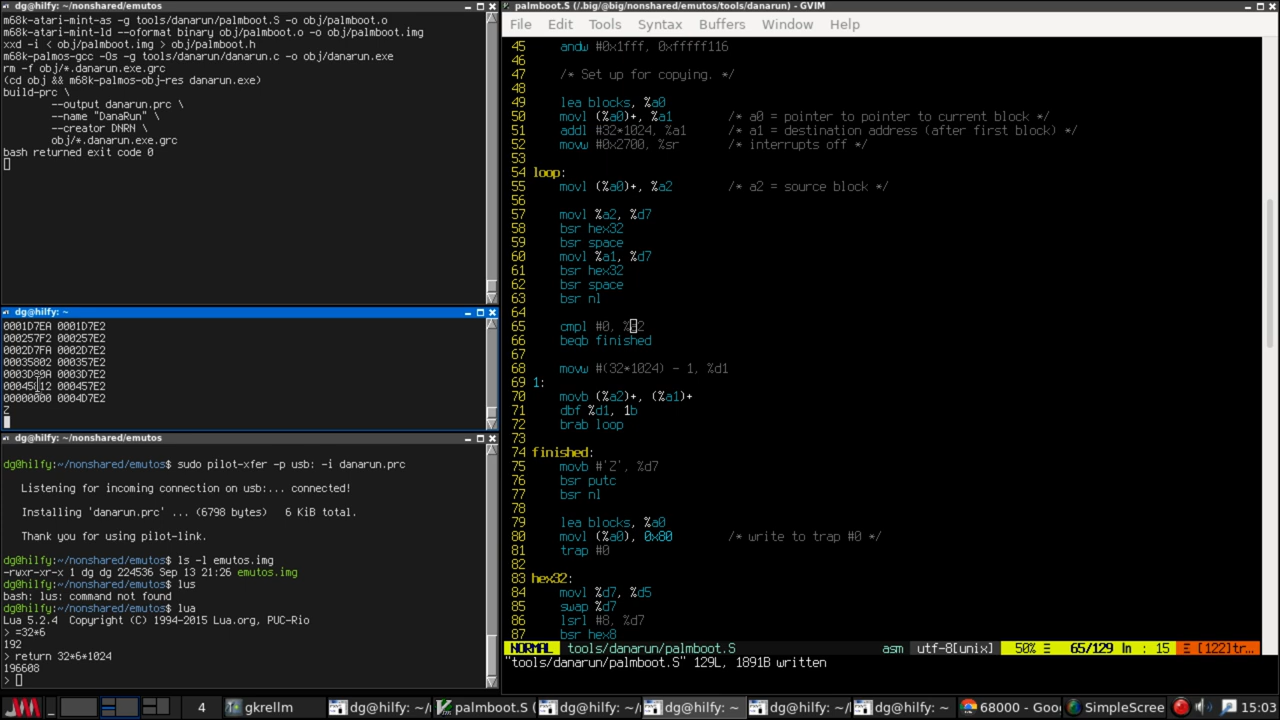 dg@hilfy: ~/nonshared/emutos
m68k-atari-mint-as -g tools/danarun/palmboot.S -o obj/palmboot.o
m68k-atari-mint-ld --oformat binary obj/palmboot.o -o obj/palmboot.img
xxd -i < obj/palmboot.img > obj/palmboot.h
m68k-palmos-gcc -Os -g tools/danarun/danarun.c -o obj/danarun.exe
rm -f obj/*.danarun.exe.grc
(cd obj && m68k-palmos-obj-res danarun.exe)
build-prc \
--output danarun.prc \
--name "DanaRun" \
--creator DNRN \
obj/*.danarun.exe.grc
bash returned exit code 0
dg@hilfy: ~
0001D7EA 0001D7E2
000257F2 000257E2
0002D7FA 0002D7E2
00035802 000357E2
0003D80A 0003D7E2
00045812 000457E2
00000000 0004D7E2
Z
dg@hilfy: ~/nonshared/emutos
dg@hilfy:~/nonshared/emutos$ sudo pilot-xfer -p usb: -i danarun.prc
Listening for incoming connection on usb:... connected!
Installing 'danarun.prc' ... (6798 bytes)   6 KiB total.
Thank you for using pilot-link.
dg@hilfy:~/nonshared/emutos$ ls -l emutos.img
-rwxr-xr-x 1 dg dg 224536 Sep 13 21:26 emutos.img
dg@hilfy:~/nonshared/emutos$ lus
bash: lus: command not found
dg@hilfy:~/nonshared/emutos$ lua
Lua 5.2.4  Copyright (C) 1994-2015 Lua.org, PUC-Rio
> =32*6
192
> return 32*6*1024
196608
>
palmboot.S (/.big/@big/nonshared/emutos/tools/danarun) - GVIM
File Edit Tools Syntax Buffers Window Help
45 andw #0x1fff, 0xfffff116
46
47 /* Set up for copying. */
48
49 lea blocks, %a0
50 movl (%a0)+, %a1 /* a0 = pointer to pointer to current block */
51 addl #32*1024, %a1 /* a1 = destination address (after first block) */
52 movw #0x2700, %sr /* interrupts off */
53
54 loop:
55 movl (%a0)+, %a2 /* a2 = source block */
56
57 movl %a2, %d7
58 bsr hex32
59 bsr space
60 movl %a1, %d7
61 bsr hex32
62 bsr space
63 bsr nl
64
65 cmpl #0, %a2
66 beqb finished
67
68 movw #(32*1024) - 1, %d1
69 1:
70 movb (%a2)+, (%a1)+
71 dbf %d1, 1b
72 brab loop
73
74 finished:
75 movb #'Z', %d7
76 bsr putc
77 bsr nl
78
79 lea blocks, %a0
80 movl (%a0), 0x80 /* write to trap #0 */
81 trap #0
82
83 hex32:
84 movl %d7, %d5
85 swap %d7
86 lsrl #8, %d7
87 bsr hex8
NORMAL tools/danarun/palmboot.S asm utf-8[unix] 50% Ξ 65/129 ln : 15 Ξ [122]tr…
"tools/danarun/palmboot.S" 129L, 1891B written
4 gkrellm dg@hilfy: ~/ palmboot.S ( dg@hilfy: ~/ dg@hilfy: ~ dg@hilfy: ~/ dg@hilfy: ~ 68000 - Goo SimpleScree 15:03